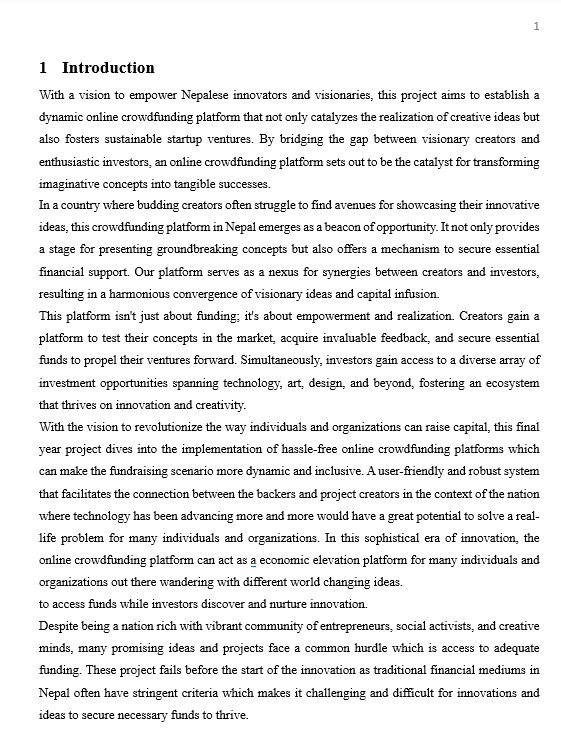 1
1 Introduction
With a vision to empower Nepalese innovators and visionaries, this project aims to establish a
dynamic online crowdfunding platform that not only catalyzes the realization of creative ideas but
also fosters sustainable startup ventures. By bridging the gap between visionary creators and
enthusiastic investors, an online crowdfunding platform sets out to be the catalyst for transforming
imaginative concepts into tangible successes.
In a country where budding creators often struggle to find avenues for showcasing their innovative
ideas, this crowdfunding platform in Nepal emerges as a beacon of opportunity. It not only provides
a stage for presenting groundbreaking concepts but also offers a mechanism to secure essential
financial support. Our platform serves as a nexus for synergies between creators and investors,
resulting in a harmonious convergence of visionary ideas and capital infusion.
This platform isn't just about funding; it's about empowerment and realization. Creators gain a
platform to test their concepts in the market, acquire invaluable feedback, and secure essential
funds to propel their ventures forward. Simultaneously, investors gain access to a diverse array of
investment opportunities spanning technology, art, design, and beyond, fostering an ecosystem
that thrives on innovation and creativity.
With the vision to revolutionize the way individuals and organizations can raise capital, this final
year project dives into the implementation of hassle-free online crowdfunding platforms which
can make the fundraising scenario more dynamic and inclusive. A user-friendly and robust system
that facilitates the connection between the backers and project creators in the context of the nation
where technology has been advancing more and more would have a great potential to solve a real-
life problem for many individuals and organizations. In this sophistical era of innovation, the
online crowdfunding platform can act as a economic elevation platform for many individuals and
organizations out there wandering with different world changing ideas.
to access funds while investors discover and nurture innovation.
Despite being a nation rich with vibrant community of entrepreneurs, social activists, and creative
minds, many promising ideas and projects face a common hurdle which is access to adequate
funding. These project fails before the start of the innovation as traditional financial mediums in
Nepal often have stringent criteria which makes it challenging and difficult for innovations and
ideas to secure necessary funds to thrive.